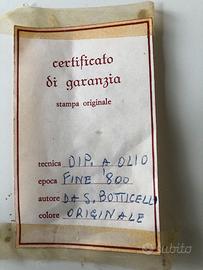 certificato
di garanzia
stampa originale
tecnica DIP. A OLIO
epoca FINE '800
autore DA S. BOTTICELLI
colore ORIGINALE
subito